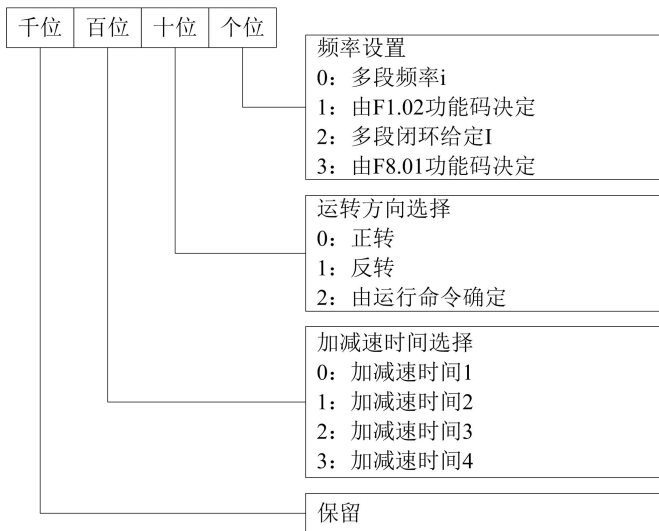 千位 百位 十位 个位
频率设置
0：多段频率i
1：由F1.02功能码决定
2：多段闭环给定I
3：由F8.01功能码决定
运转方向选择
0：正转
1：反转
2：由运行命令确定
加减速时间选择
0：加减速时间1
1：加减速时间2
2：加减速时间3
3：加减速时间4
保留